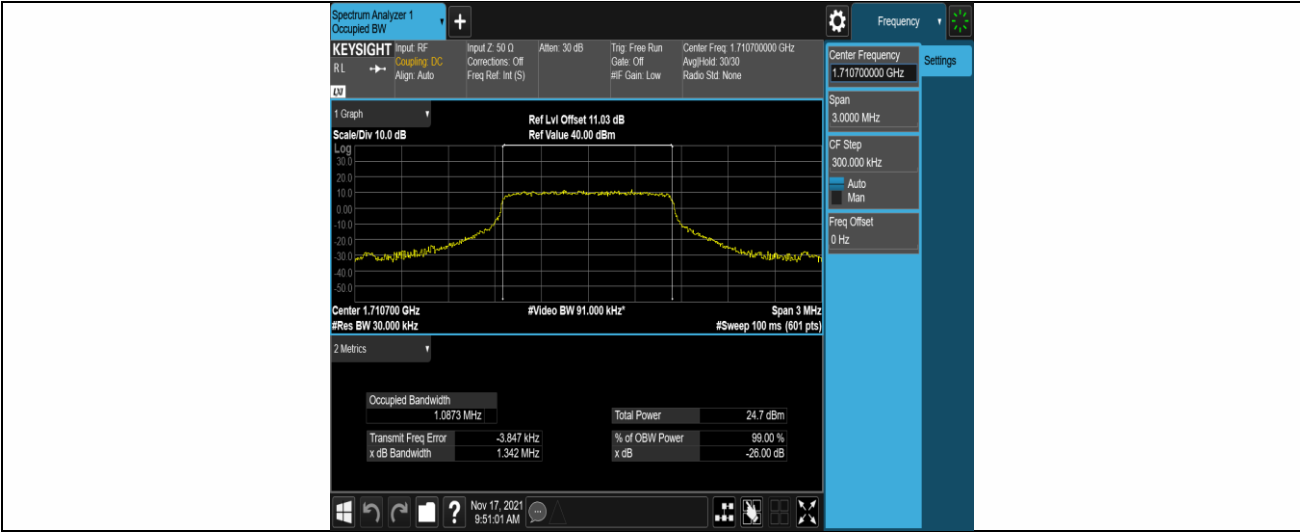 Spectrum Analyzer 1
Occupied BW
+
Frequency
KEYSIGHT
RL
LXI
Input: RF
Coupling: DC
Align: Auto
Input Z: 50 Ω
Corrections: Off
Freq Ref: Int (S)
Atten: 30 dB
Trig: Free Run
Gate: Off
#IF Gain: Low
Center Freq: 1.710700000 GHz
Avg|Hold: 30/30
Radio Std: None
Center Frequency
1.710700000 GHz
Settings
Span
3.0000 MHz
CF Step
300.000 kHz
Auto
Man
Freq Offset
0 Hz
1 Graph
Scale/Div 10.0 dB
Ref Lvl Offset 11.03 dB
Ref Value 40.00 dBm
Log
30.0
20.0
10.0
0.00
-10.0
-20.0
-30.0
-40.0
-50.0
Center 1.710700 GHz
#Video BW 91.000 kHz*
Span 3 MHz
#Res BW 30.000 kHz
#Sweep 100 ms (601 pts)
2 Metrics
Occupied Bandwidth
1.0873 MHz
Total Power 24.7 dBm
Transmit Freq Error -3.847 kHz
% of OBW Power 99.00 %
x dB Bandwidth 1.342 MHz
x dB -26.00 dB
?
Nov 17, 2021
9:51:01 AM